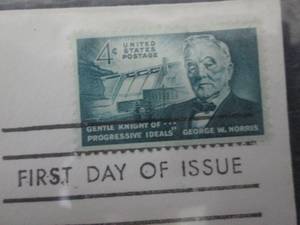 4¢ UNITED STATES POSTAGE
GENTLE KNIGHT OF...
PROGRESSIVE IDEALS"
GEORGE W. NORRIS
FIRST DAY OF ISSUE